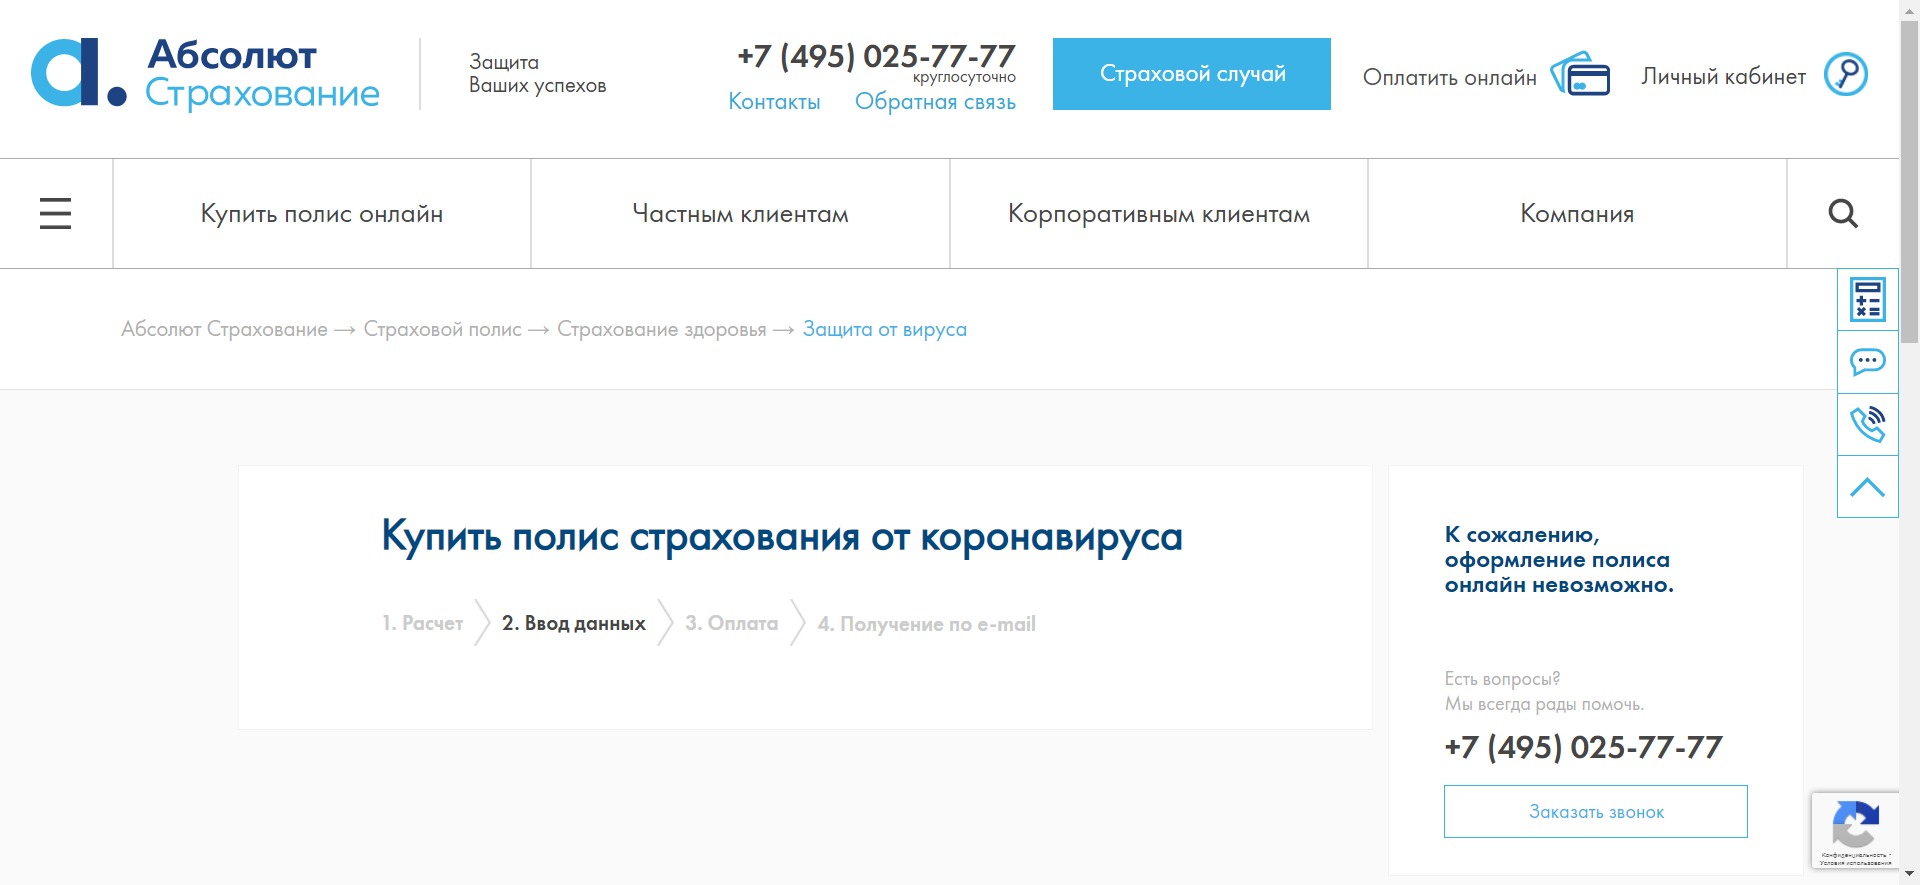 Абсолют
Страхование
Защита
Ваших успехов
+7 (495) 025-77-77
круглосуточно
Контакты
Обратная связь
Страховой случай
Оплатить онлайн
Личный кабинет
Купить полис онлайн
Частным клиентам
Корпоративным клиентам
Компания
Абсолют Страхование → Страховой полис → Страхование здоровья → Защита от вируса
Купить полис страхования от коронавируса
1. Расчет
2. Ввод данных
3. Оплата
4. Получение по e-mail
К сожалению,
оформление полиса
онлайн невозможно.
Есть вопросы?
Мы всегда рады помочь.
+7 (495) 025-77-77
Заказать звонок
Конфиденциальность -
Условия использования